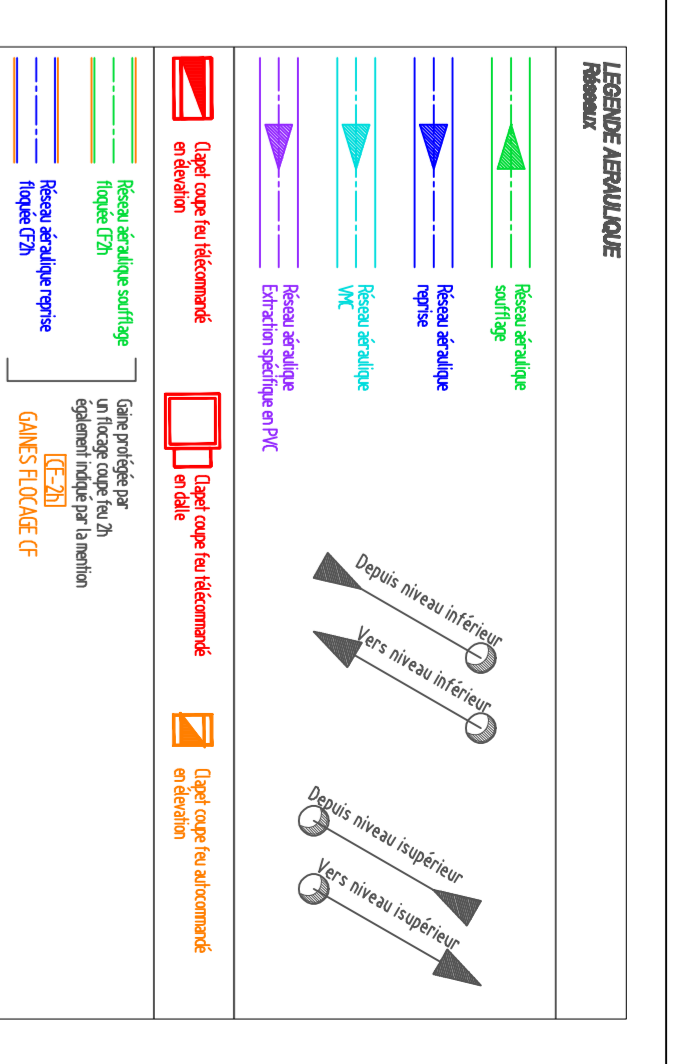 LEGENDE AERAULIQUE
Réseaux
Réseau aéraulique
soufflage
Réseau aéraulique
reprise
Réseau aéraulique
VMC
Réseau aéraulique
Extraction spécifique en PVC
Depuis niveau inférieur
Vers niveau inférieur
Depuis niveau isupérieur
Vers niveau isupérieur
Clapet coupe feu télécommandé
en élevation
Clapet coupe feu télécommandé
en dalle
Clapet coupe feu autocommandé
en élevation
Réseau aéraulique soufflage
floquée CF2h
Réseau aéraulique reprise
floquée CF2h
Gaine protégée par
un flocage coupe feu 2h
également indiqué par la mention
CF-2h
GAINES FLOCAGE CF